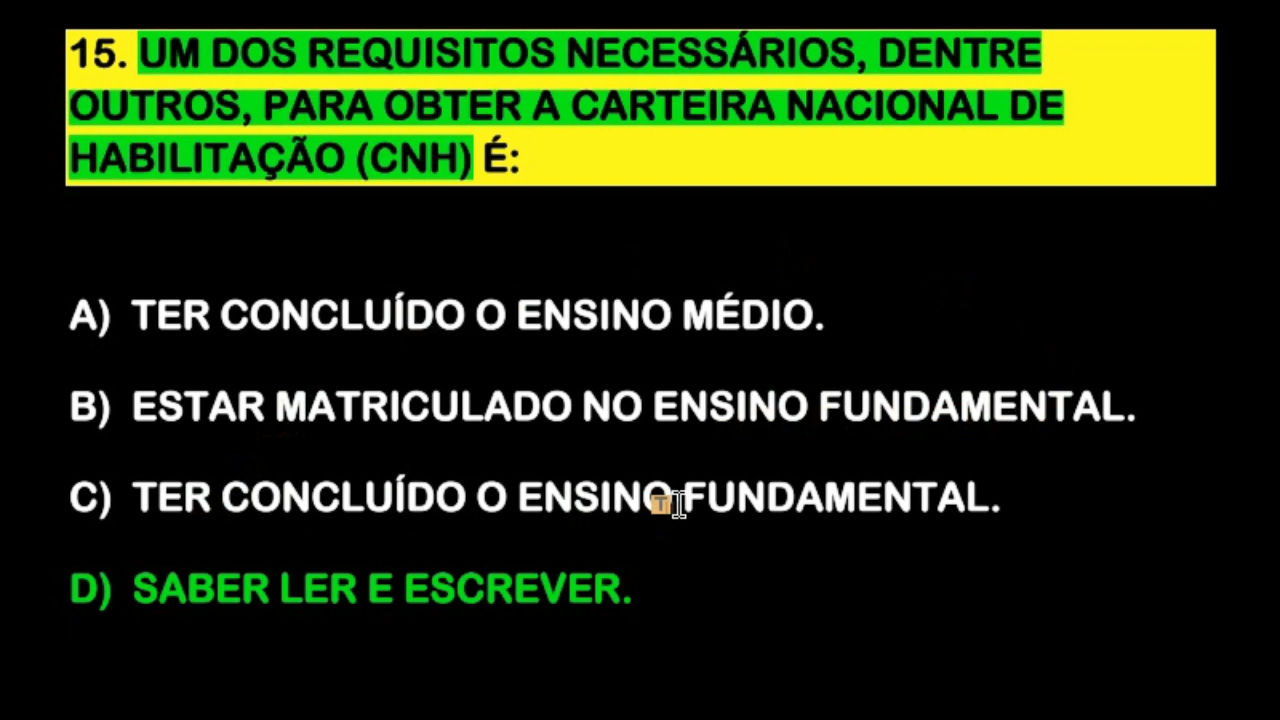 15. UM DOS REQUISITOS NECESSÁRIOS, DENTRE
OUTROS, PARA OBTER A CARTEIRA NACIONAL DE
HABILITAÇÃO (CNH) É:
A) TER CONCLUÍDO O ENSINO MÉDIO.
B) ESTAR MATRICULADO NO ENSINO FUNDAMENTAL.
C) TER CONCLUÍDO O ENSINO FUNDAMENTAL.
D) SABER LER E ESCREVER.